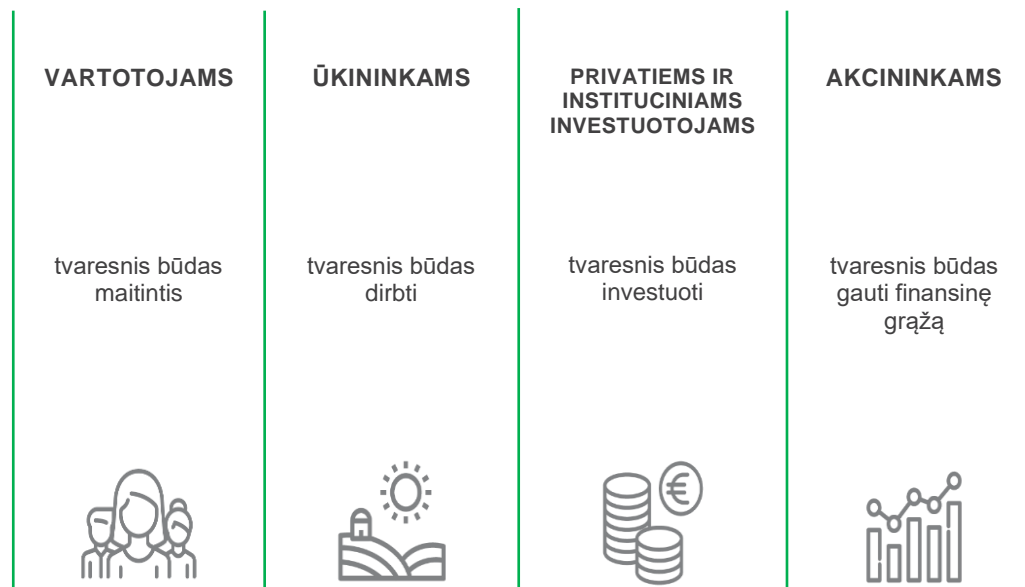 VARTOTOJAMS
tvaresnis būdas
maitintis
ŪKININKAMS
tvaresnis būdas
dirbti
PRIVATIEMS IR
INSTITUCINIAMS
INVESTUOTOJAMS
tvaresnis būdas
investuoti
€
AKCININKAMS
tvaresnis būdas
gauti finansinę
grąžą